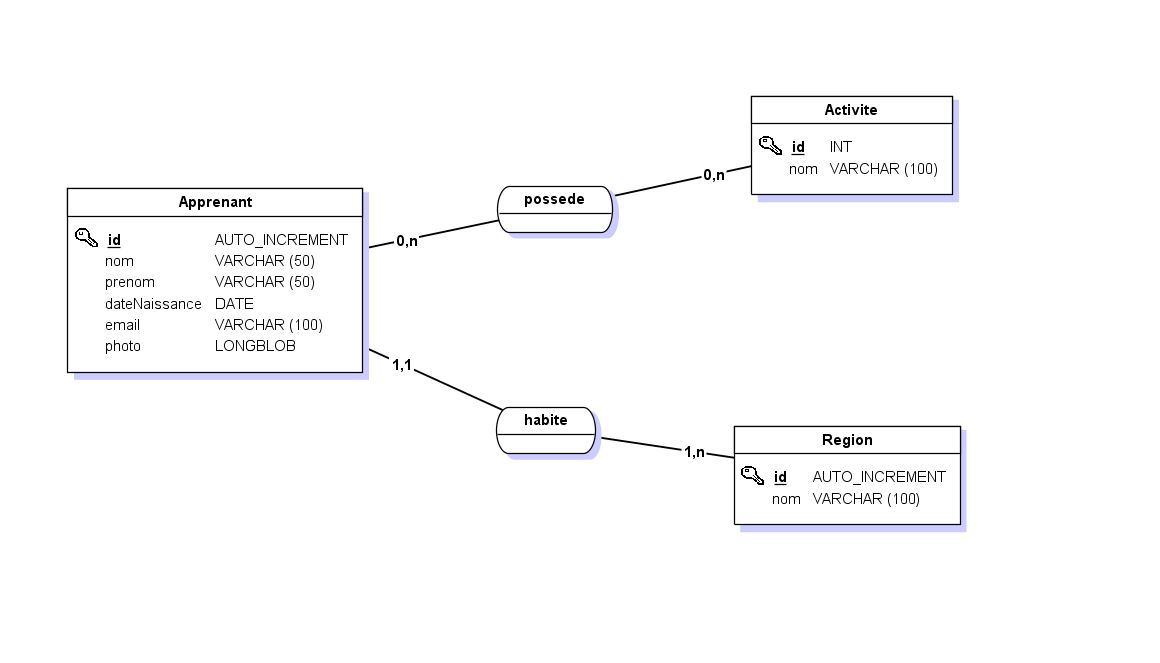 Apprenant
id AUTO_INCREMENT
nom VARCHAR (50)
prenom VARCHAR (50)
dateNaissance DATE
email VARCHAR (100)
photo LONGBLOB
0,n
possede
0,n
Activite
id INT
nom VARCHAR (100)
1,1
habite
1,n
Region
id AUTO_INCREMENT
nom VARCHAR (100)